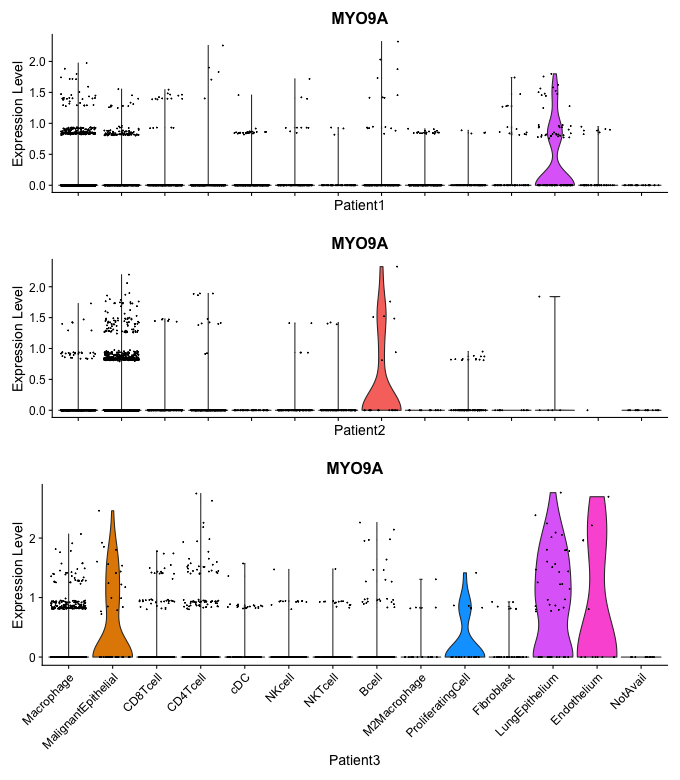 MYO9A
Expression Level
2.0
1.5
1.0
0.5
0.0
Patient1
MYO9A
Expression Level
2.0
1.5
1.0
0.5
0.0
Patient2
MYO9A
Expression Level
2
1
0
Macrophage
MalignantEpithelial
CD8Tcell
CD4Tcell
cDC
NKcell
NKTcell
Bcell
M2Macrophage
ProliferatingCell
Fibroblast
LungEpithelium
Endothelium
NotAvail
Patient3